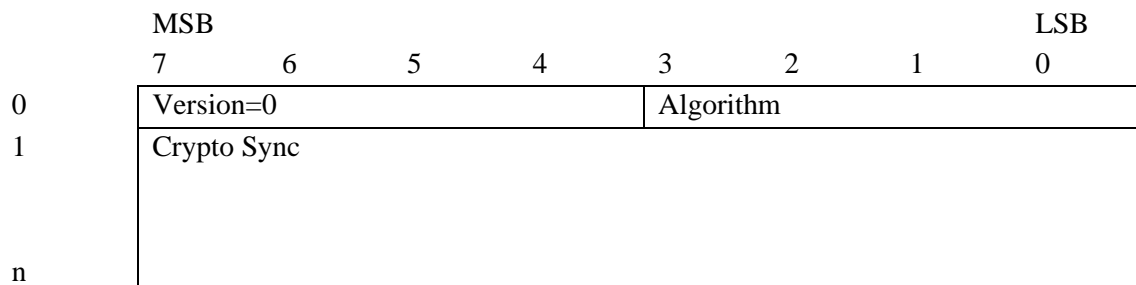 MSB LSB
7 6 5 4 3 2 1 0
0 Version=0 Algorithm
1 Crypto Sync
n